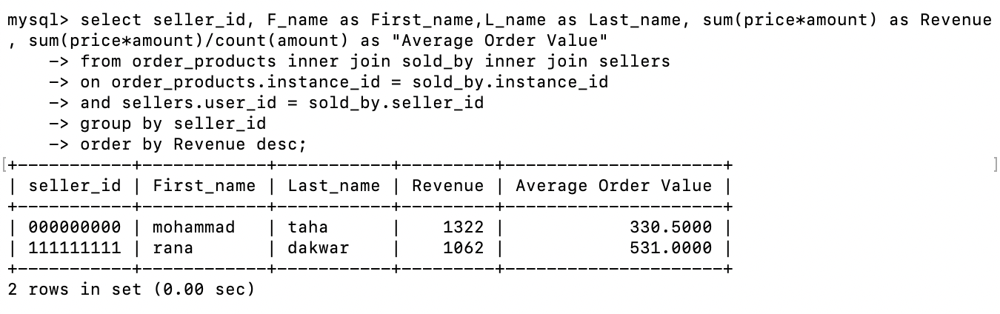 mysql> select seller_id, F_name as First_name,L_name as Last_name, sum(price*amount) as Revenue
, sum(price*amount)/count(amount) as "Average Order Value"
    -> from order_products inner join sold_by inner join sellers
    -> on order_products.instance_id = sold_by.instance_id
    -> and sellers.user_id = sold_by.seller_id
    -> group by seller_id
    -> order by Revenue desc;
[+-----------+------------+-----------+---------+---------------------+ ]
| seller_id | First_name | Last_name | Revenue | Average Order Value |
+-----------+------------+-----------+---------+---------------------+
| 000000000 | mohammad   | taha      |    1322 |            330.5000 |
| 111111111 | rana       | dakwar    |    1062 |            531.0000 |
+-----------+------------+-----------+---------+---------------------+
2 rows in set (0.00 sec)